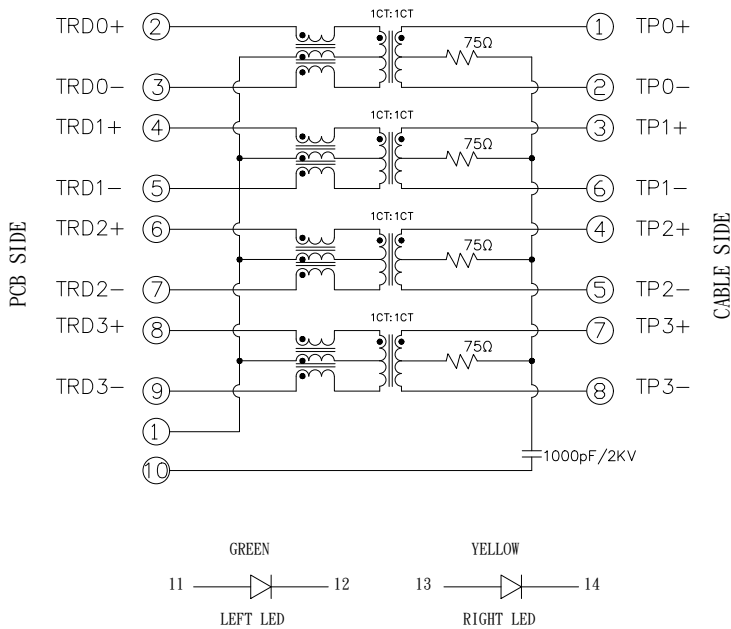 1CT:1CT
TRD0+ 2 1 TP0+
75Ω
TRD0- 3 2 TP0-
1CT:1CT
TRD1+ 4 3 TP1+
75Ω
TRD1- 5 6 TP1-
1CT:1CT
TRD2+ 6 4 TP2+
75Ω
TRD2- 7 5 TP2-
1CT:1CT
TRD3+ 8 7 TP3+
75Ω
TRD3- 9 8 TP3-
1
10 1000pF/2KV
PCB SIDE
CABLE SIDE
GREEN
11 12
LEFT LED
YELLOW
13 14
RIGHT LED